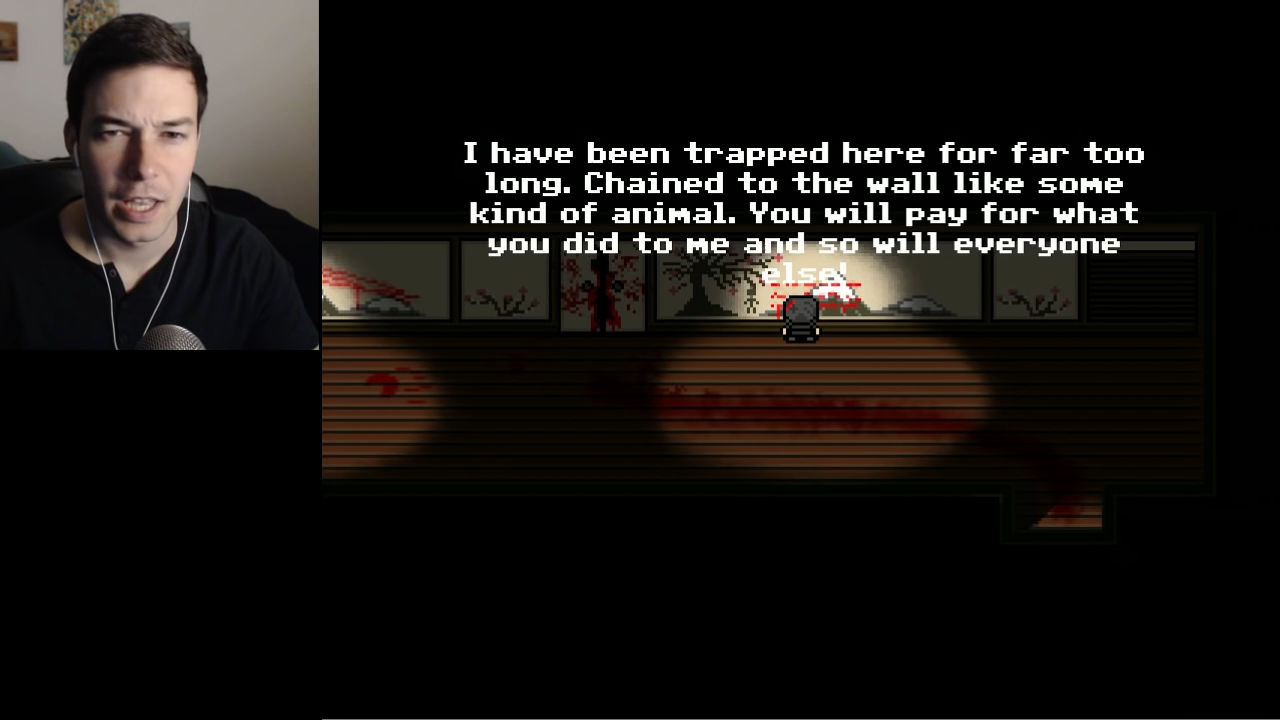 I have been trapped here for far too
long. Chained to the wall like some
kind of animal. You will pay for what
you did to me and so will everyone
else!